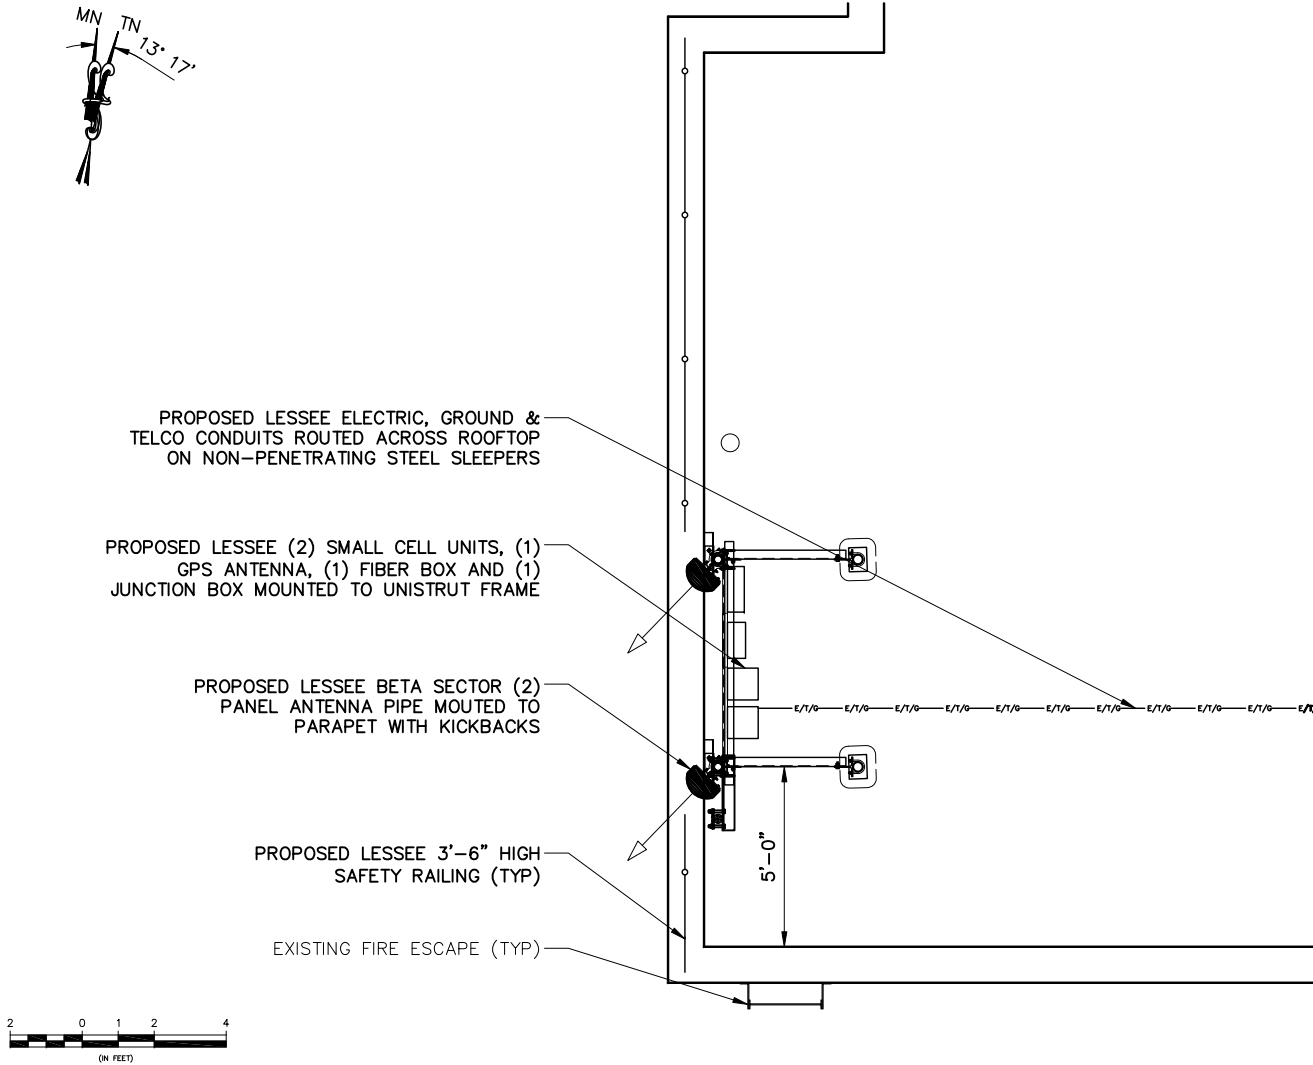 MN TN
13° 17'
PROPOSED LESSEE ELECTRIC, GROUND &
TELCO CONDUITS ROUTED ACROSS ROOFTOP
ON NON-PENETRATING STEEL SLEEPERS
PROPOSED LESSEE (2) SMALL CELL UNITS, (1)
GPS ANTENNA, (1) FIBER BOX AND (1)
JUNCTION BOX MOUNTED TO UNISTRUT FRAME
PROPOSED LESSEE BETA SECTOR (2)
PANEL ANTENNA PIPE MOUTED TO
PARAPET WITH KICKBACKS
E/T/G E/T/G E/T/G E/T/G E/T/G E/T/G E/T/G E/T/G E/T/G E/T/G
5'-0"
PROPOSED LESSEE 3'-6" HIGH
SAFETY RAILING (TYP)
EXISTING FIRE ESCAPE (TYP)
2 0 1 2 4
(IN FEET)